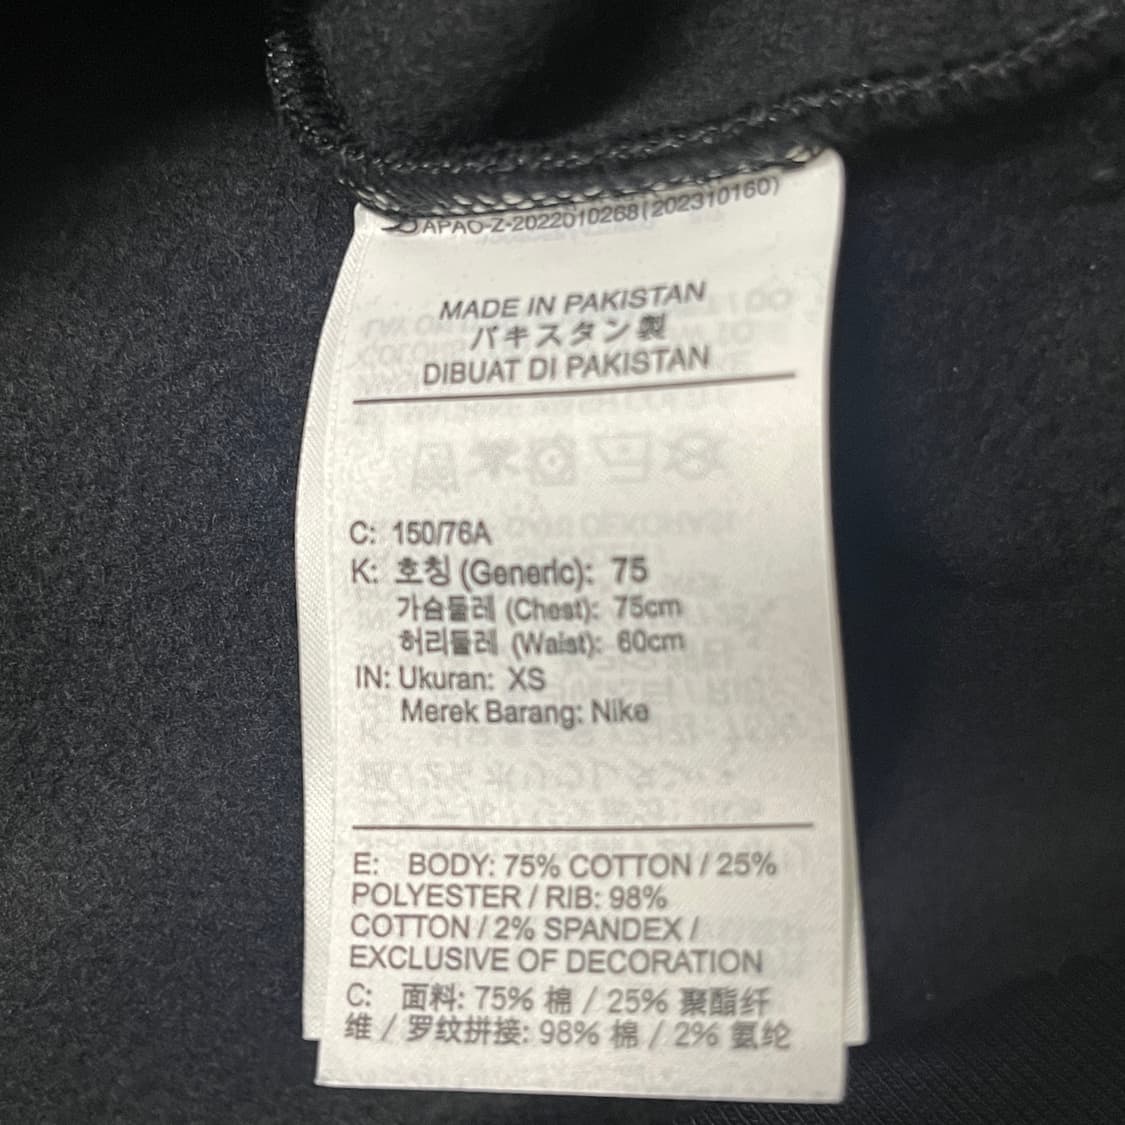 APAO-Z-2022010268(202310160)
MADE IN PAKISTAN
パキスタン製
DIBUAT DI PAKISTAN
C: 150/76A
K: 호칭 (Generic): 75
가슴둘레 (Chest): 75cm
허리둘레 (Waist): 60cm
IN: Ukuran: XS
Merek Barang: Nike
E: BODY: 75% COTTON / 25%
POLYESTER / RIB: 98%
COTTON / 2% SPANDEX /
EXCLUSIVE OF DECORATION
C: 面料: 75% 棉 / 25% 聚酯纤
维 / 罗纹拼接: 98% 棉 / 2% 氨纶